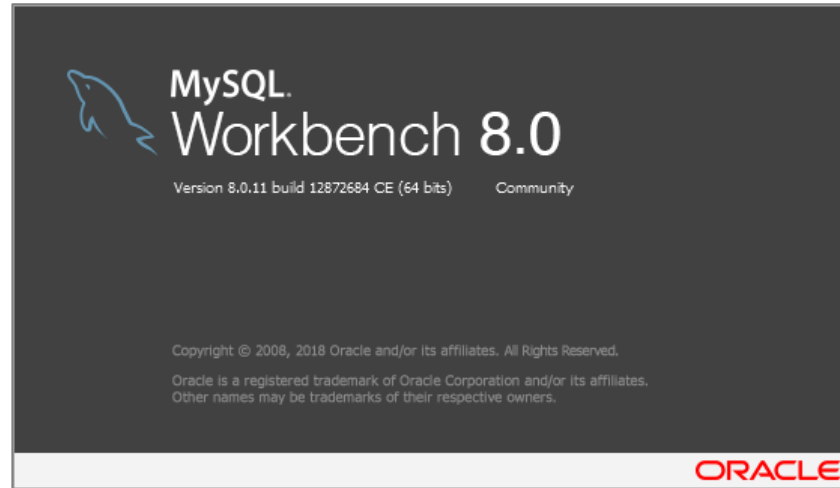 MySQL.
Workbench 8.0
Version 8.0.11 build 12872684 CE (64 bits) Community
Copyright © 2008, 2018 Oracle and/or its affiliates. All Rights Reserved.
Oracle is a registered trademark of Oracle Corporation and/or its affiliates.
Other names may be trademarks of their respective owners.
ORACLE